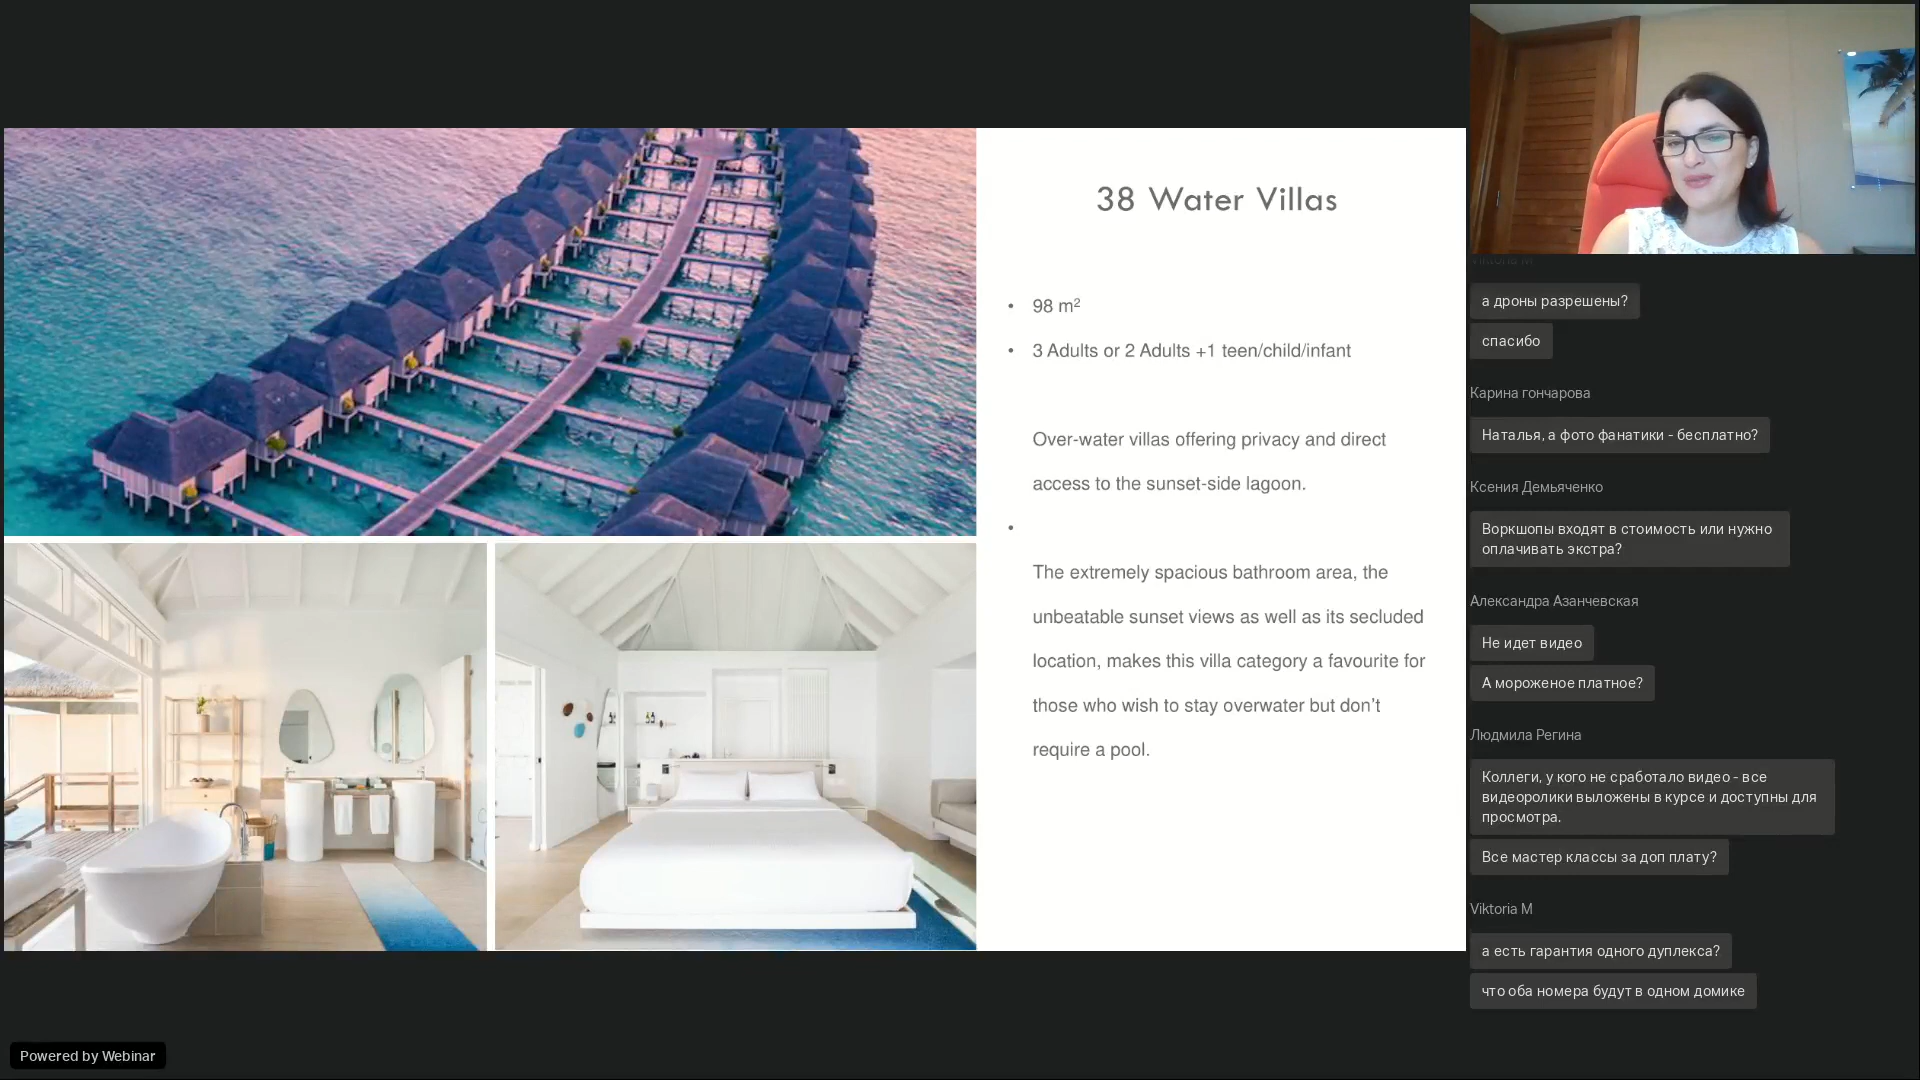 38 Water Villas
• 98 m²
• 3 Adults or 2 Adults +1 teen/child/infant
Over-water villas offering privacy and direct
access to the sunset-side lagoon.
•
The extremely spacious bathroom area, the
unbeatable sunset views as well as its secluded
location, makes this villa category a favourite for
those who wish to stay overwater but don't
require a pool.
Viktoria M
а дроны разрешены?
спасибо
Карина гончарова
Наталья, а фото фанатики - бесплатно?
Ксения Демьяченко
Воркшопы входят в стоимость или нужно
оплачивать экстра?
Александра Азанчевская
Не идет видео
А мороженое платное?
Людмила Регина
Коллеги, у кого не сработало видео - все
видеоролики выложены в курсе и доступны для
просмотра.
Все мастер классы за доп плату?
Viktoria M
а есть гарантия одного дуплекса?
что оба номера будут в одном домике
Powered by Webinar